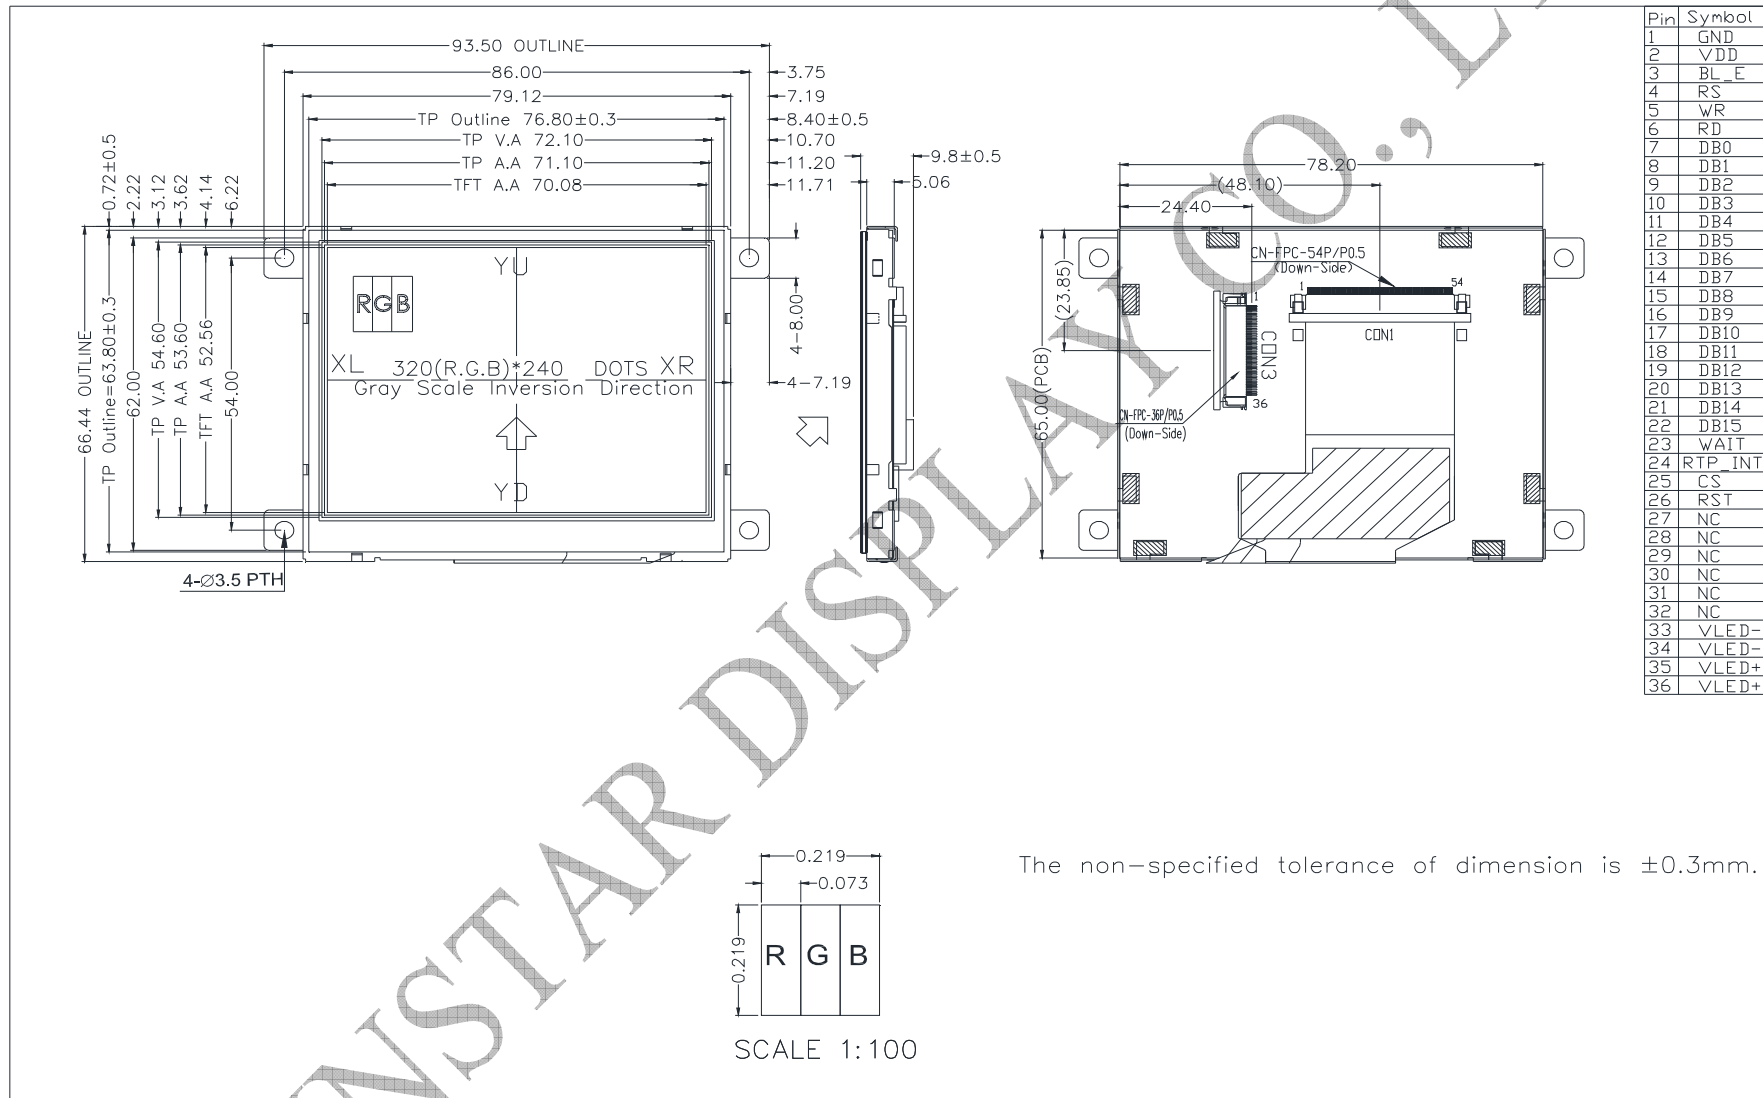 93.50 OUTLINE
86.00
3.75
79.12
7.19
TP Outline 76.80±0.3
8.40±0.5
TP V.A 72.10
10.70
TP A.A 71.10
11.20
TFT A.A 70.08
11.71
0.72±0.5
2.22
3.12
3.62
4.14
6.22
66.44 OUTLINE
TP Outline=63.80±0.3
62.00
TP V.A 54.60
TP A.A 53.60
TFT A.A 52.56
54.00
YU
RGB
XL 320(R.G.B)*240 DOTS XR
Gray Scale Inversion Direction
YD
4-8.00
4-7.19
4-Ø3.5 PTH
9.8±0.5
5.06
78.20
(48.10)
24.40
(23.85)
65.00(PCB)
CN-FPC-54P/P0.5
(Down-Side)
1
54
CON1
1
CON3
36
CN-FPC-36P/P0.5
(Down-Side)
Pin Symbol
1 GND
2 VDD
3 BL_E
4 RS
5 WR
6 RD
7 DB0
8 DB1
9 DB2
10 DB3
11 DB4
12 DB5
13 DB6
14 DB7
15 DB8
16 DB9
17 DB10
18 DB11
19 DB12
20 DB13
21 DB14
22 DB15
23 WAIT
24 RTP_INT
25 CS
26 RST
27 NC
28 NC
29 NC
30 NC
31 NC
32 NC
33 VLED-
34 VLED-
35 VLED+
36 VLED+
0.219
0.073
0.219
R G B
SCALE 1:100
The non-specified tolerance of dimension is ±0.3mm.
DISPLAY CO.,